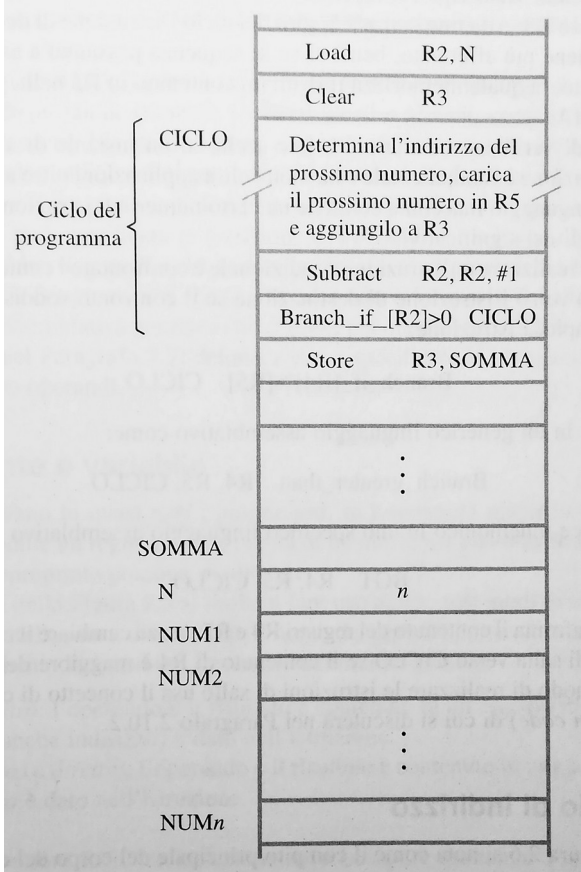 Load R2, N
Clear R3
CICLO
Determina l'indirizzo del
prossimo numero, carica
il prossimo numero in R5
e aggiungilo a R3
Ciclo del
programma
Subtract R2, R2, #1
Branch_if_[R2]>0 CICLO
Store R3, SOMMA
SOMMA
N n
NUM1
NUM2
NUMn